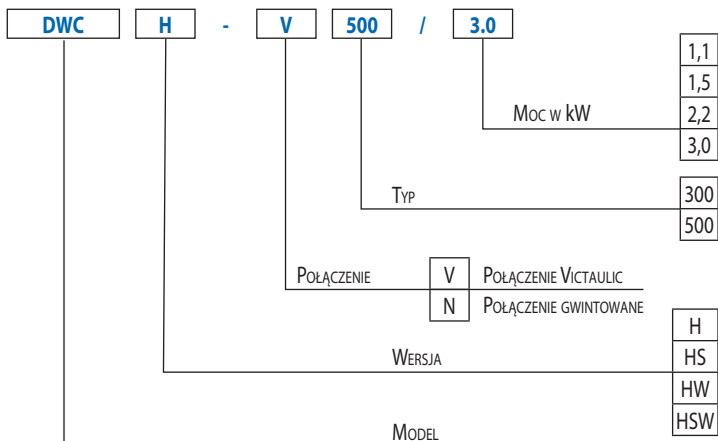 DWC H - V 500 / 3.0
1,1
1,5
Moc w kW 2,2
3,0
Typ 300
500
Połączenie V Połączenie Victaulic
N Połączenie gwintowane
H
Wersja HS
HW
HSW
Model